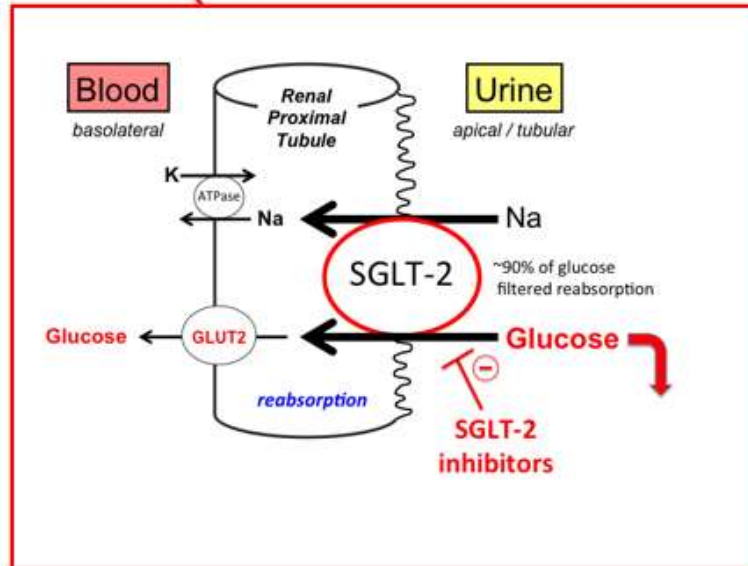 Blood
basolateral
Renal
Proximal
Tubule
Urine
apical / tubular
K
ATPase
Na
Na
SGLT-2
~90% of glucose
filtered reabsorption
Glucose
GLUT2
Glucose
reabsorption
SGLT-2
inhibitors